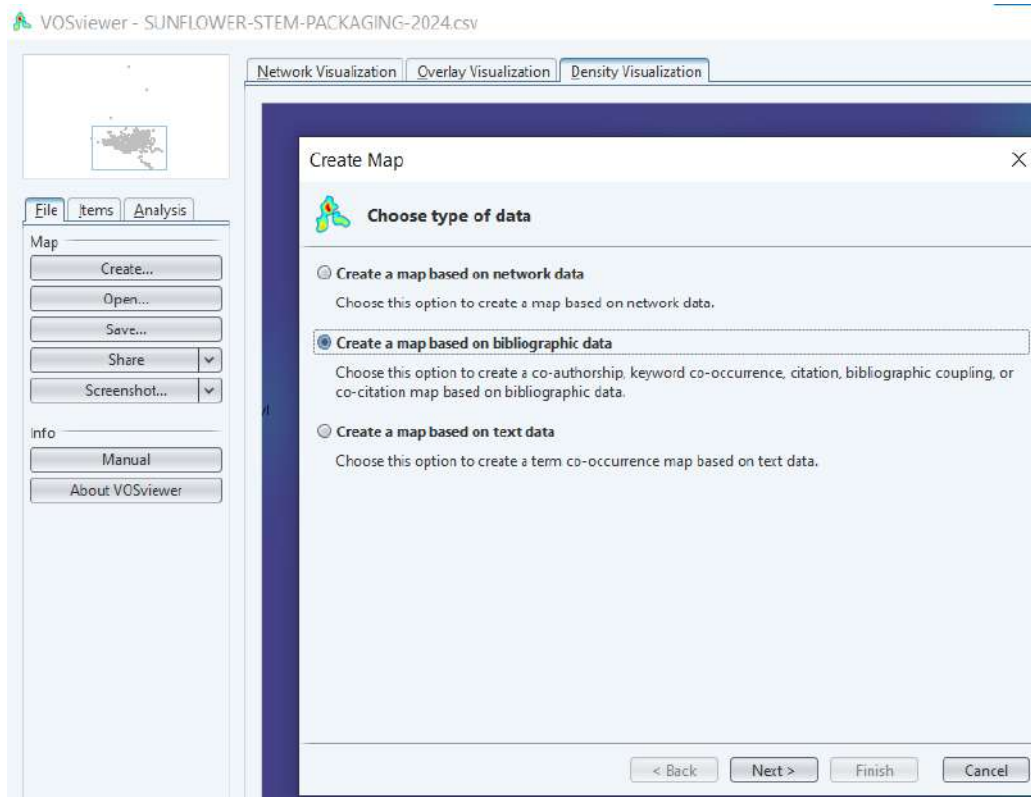 VOSviewer - SUNFLOWER-STEM-PACKAGING-2024.csv
Network Visualization Overlay Visualization Density Visualization
File Items Analysis
Map
Create...
Open...
Save...
Share
Screenshot...
Info
Manual
About VOSviewer
Create Map
Choose type of data
Create a map based on network data
Choose this option to create a map based on network data.
Create a map based on bibliographic data
Choose this option to create a co-authorship, keyword co-occurrence, citation, bibliographic coupling, or
co-citation map based on bibliographic data.
Create a map based on text data
Choose this option to create a term co-occurrence map based on text data.
< Back Next > Finish Cancel